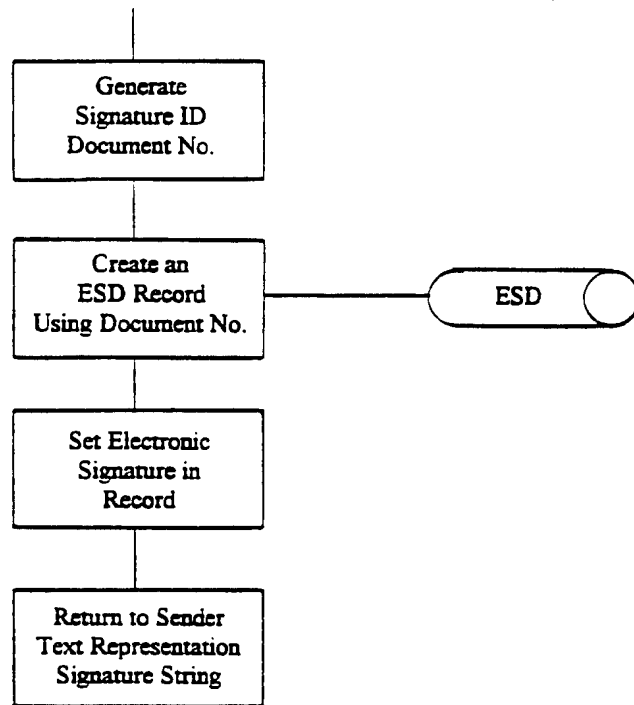 Generate
Signature ID
Document No.
Create an
ESD Record
Using Document No.
ESD
Set Electronic
Signature in
Record
Return to Sender
Text Representation
Signature String